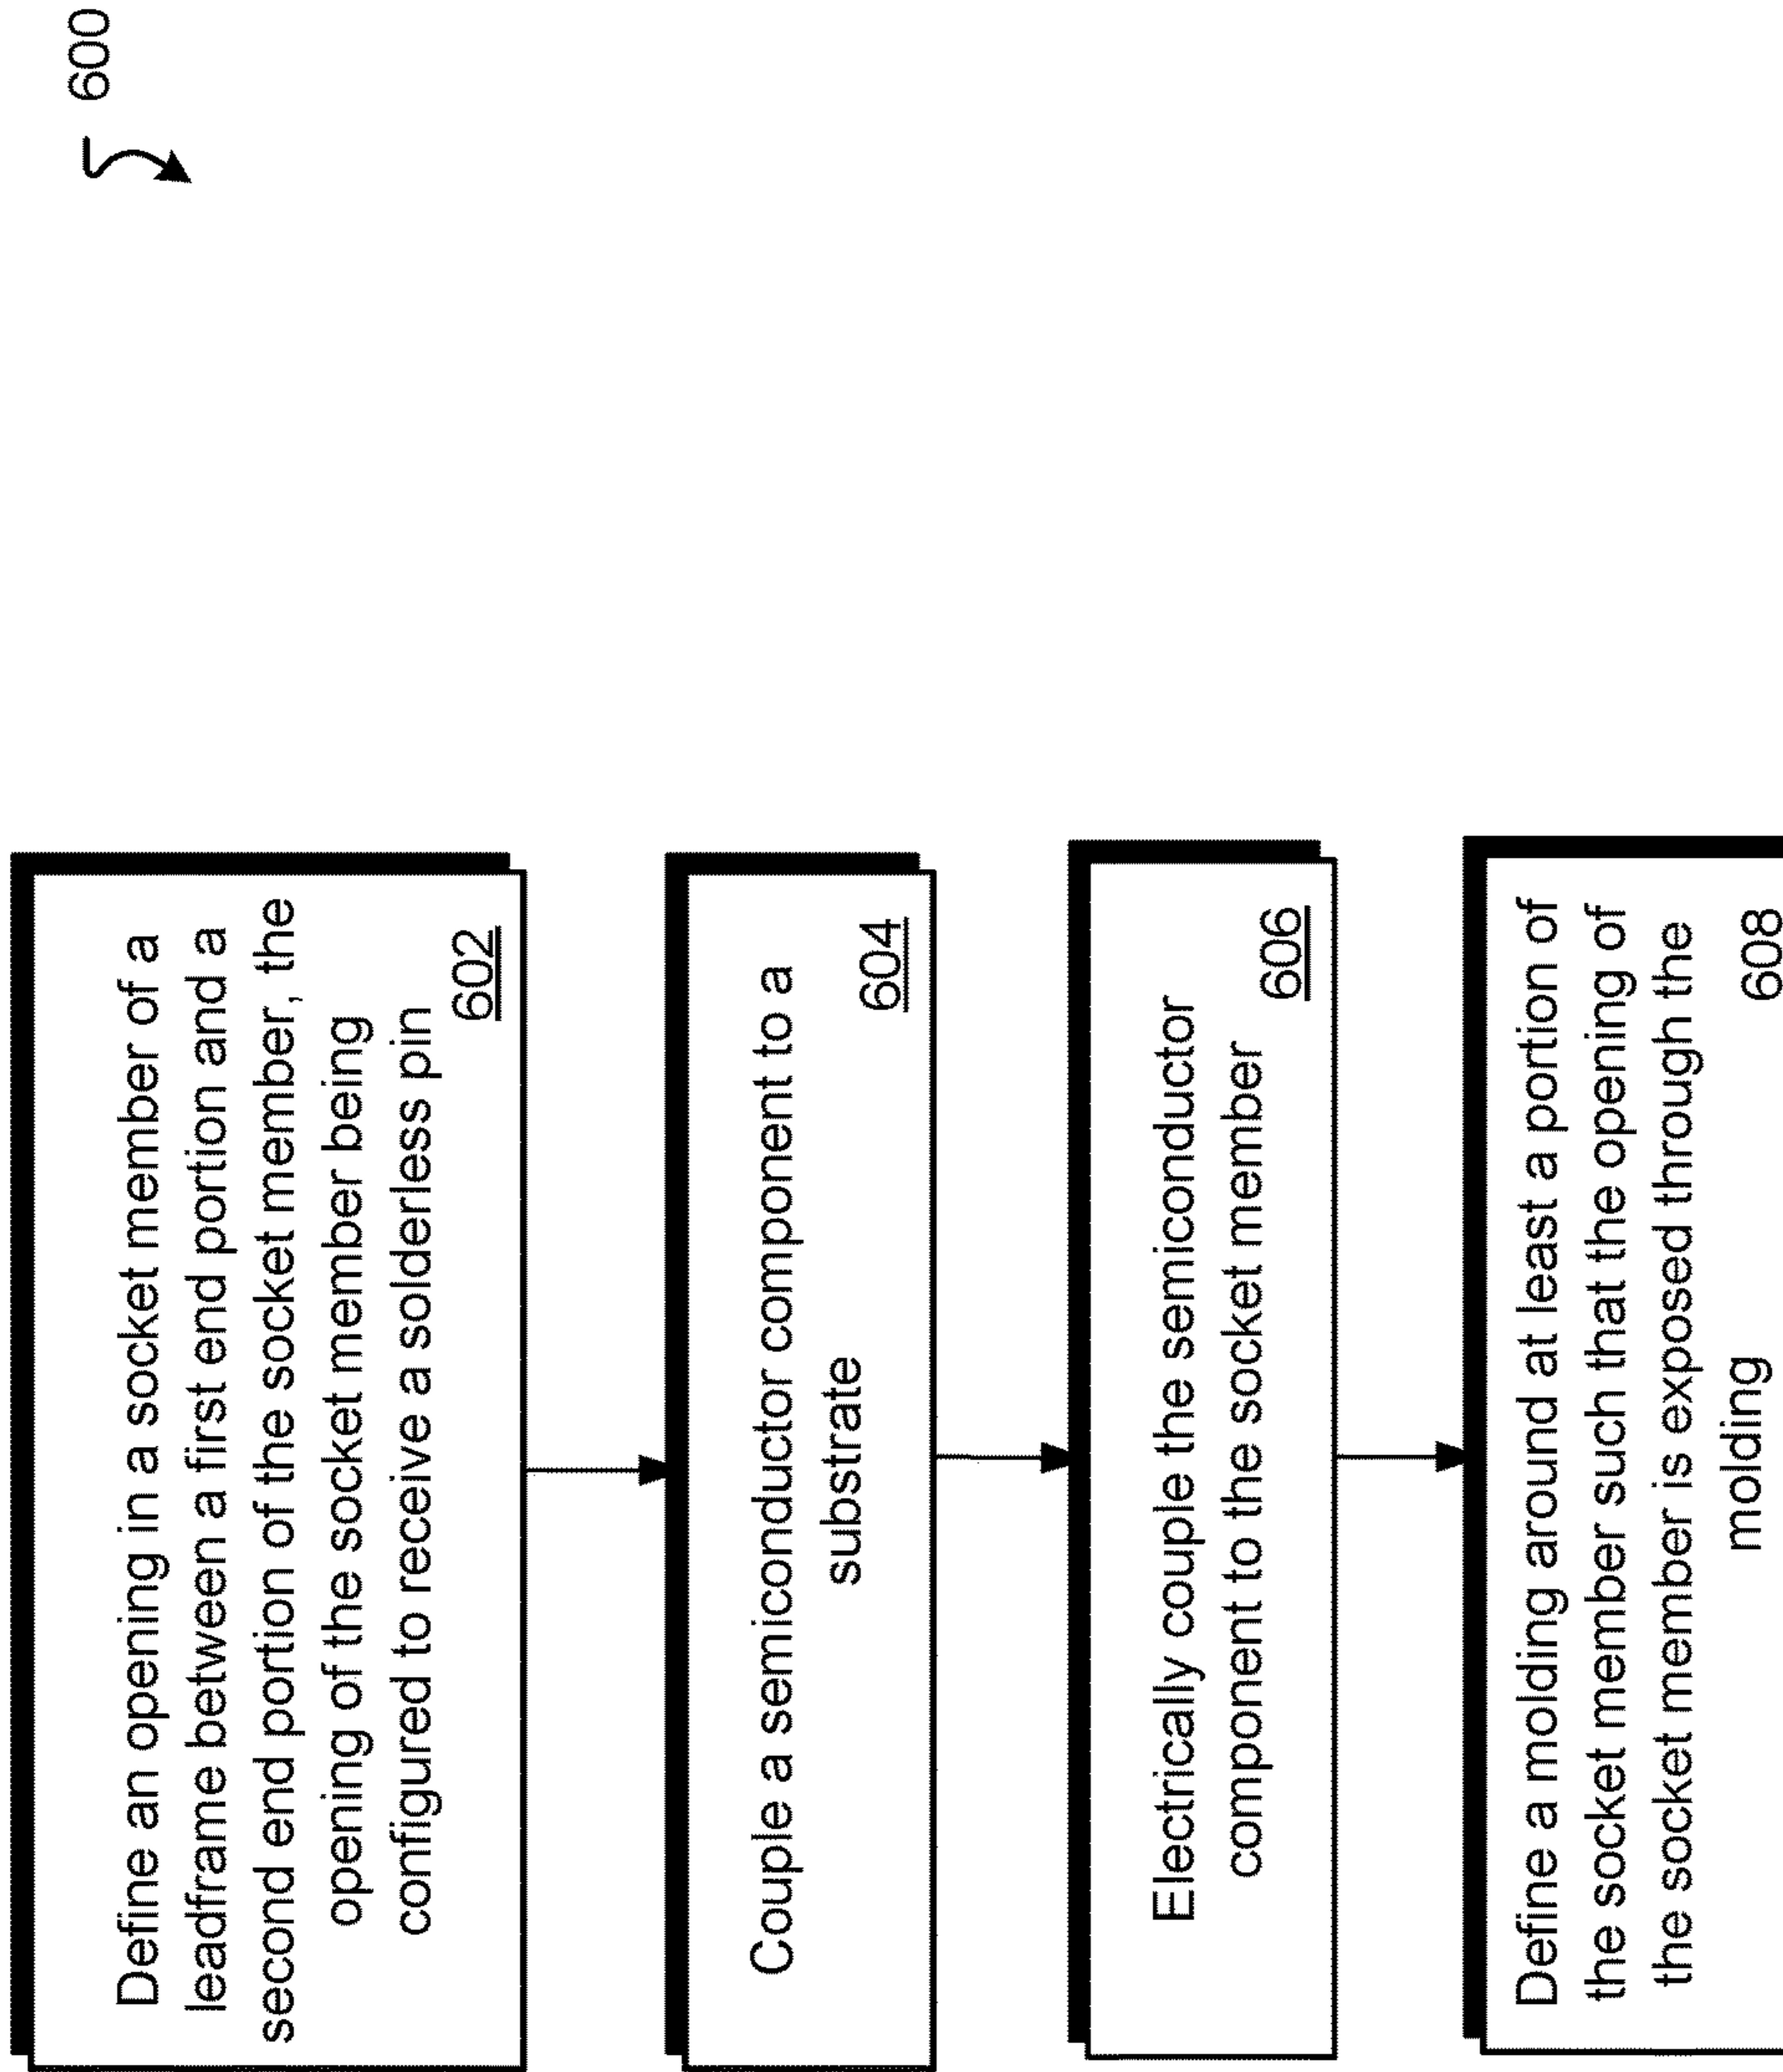 600
Define an opening in a socket member of a
leadframe between a first end portion and a
second end portion of the socket member, the
opening of the socket member being
configured to receive a solderless pin
602
Couple a semiconductor component to a
substrate
604
Electrically couple the semiconductor
component to the socket member
606
Define a molding around at least a portion of
the socket member such that the opening of
the socket member is exposed through the
molding
608